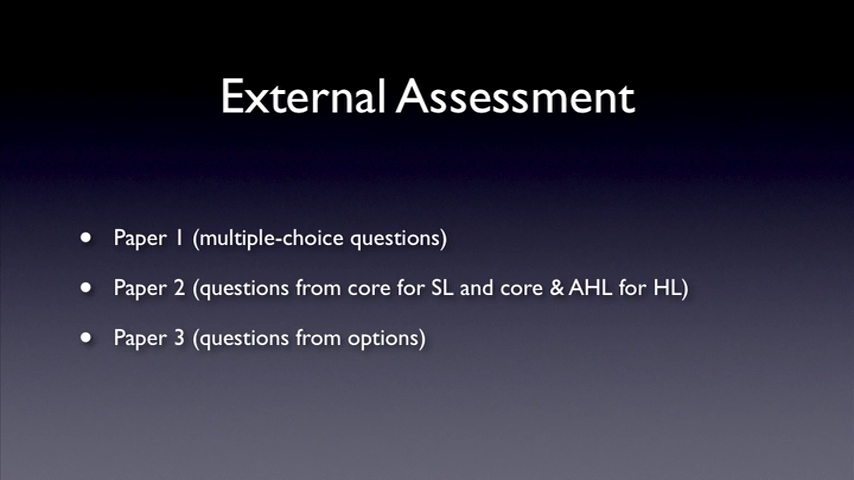 External Assessment
• Paper 1 (multiple-choice questions)
• Paper 2 (questions from core for SL and core & AHL for HL)
• Paper 3 (questions from options)